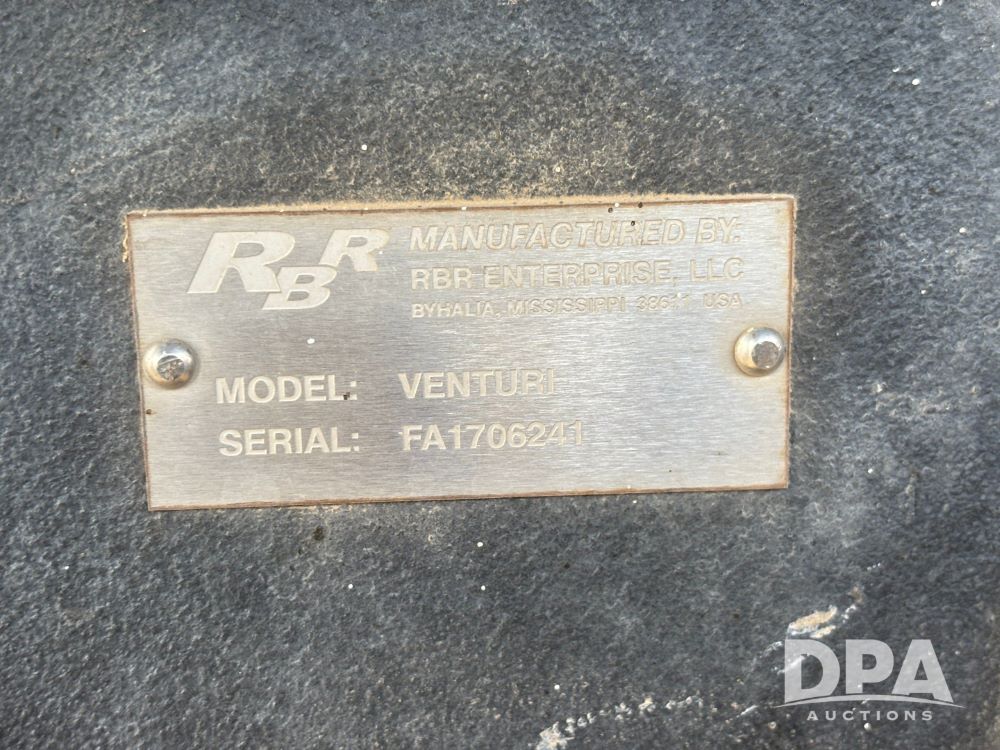 RBR
MANUFACTURED BY:
RBR ENTERPRISE, LLC
BYHALIA, MISSISSIPPI 38611 USA
MODEL: VENTURI
SERIAL: FA1706241
DPA
AUCTIONS